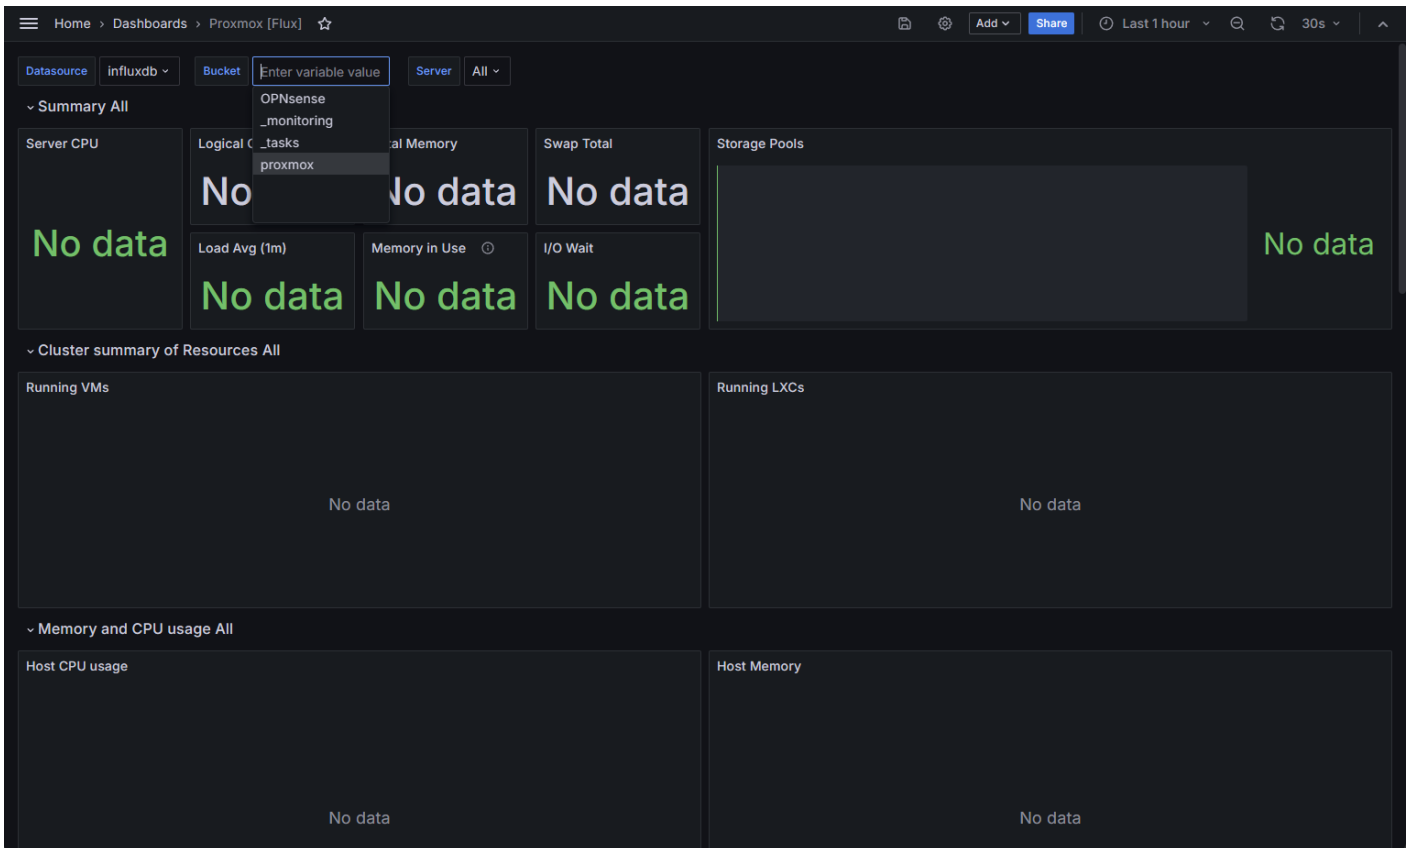 Home › Dashboards › Proxmox [Flux]
Add
Share
Last 1 hour
30s
Datasource influxdb Bucket Enter variable value Server All
OPNsense
_monitoring
_tasks
proxmox
Summary All
Server CPU
No data
Logical
No
al Memory
No data
Swap Total
No data
Storage Pools
No data
Load Avg (1m)
No data
Memory in Use
No data
I/O Wait
No data
Cluster summary of Resources All
Running VMs
No data
Running LXCs
No data
Memory and CPU usage All
Host CPU usage
No data
Host Memory
No data